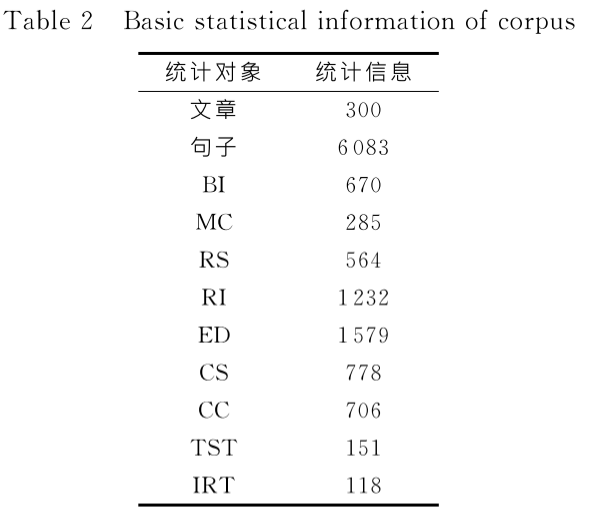 Table 2 Basic statistical information of corpus
统计对象 统计信息
文章 300
句子 6 083
BI 670
MC 285
RS 564
RI 1 232
ED 1 579
CS 778
CC 706
TST 151
IRT 118